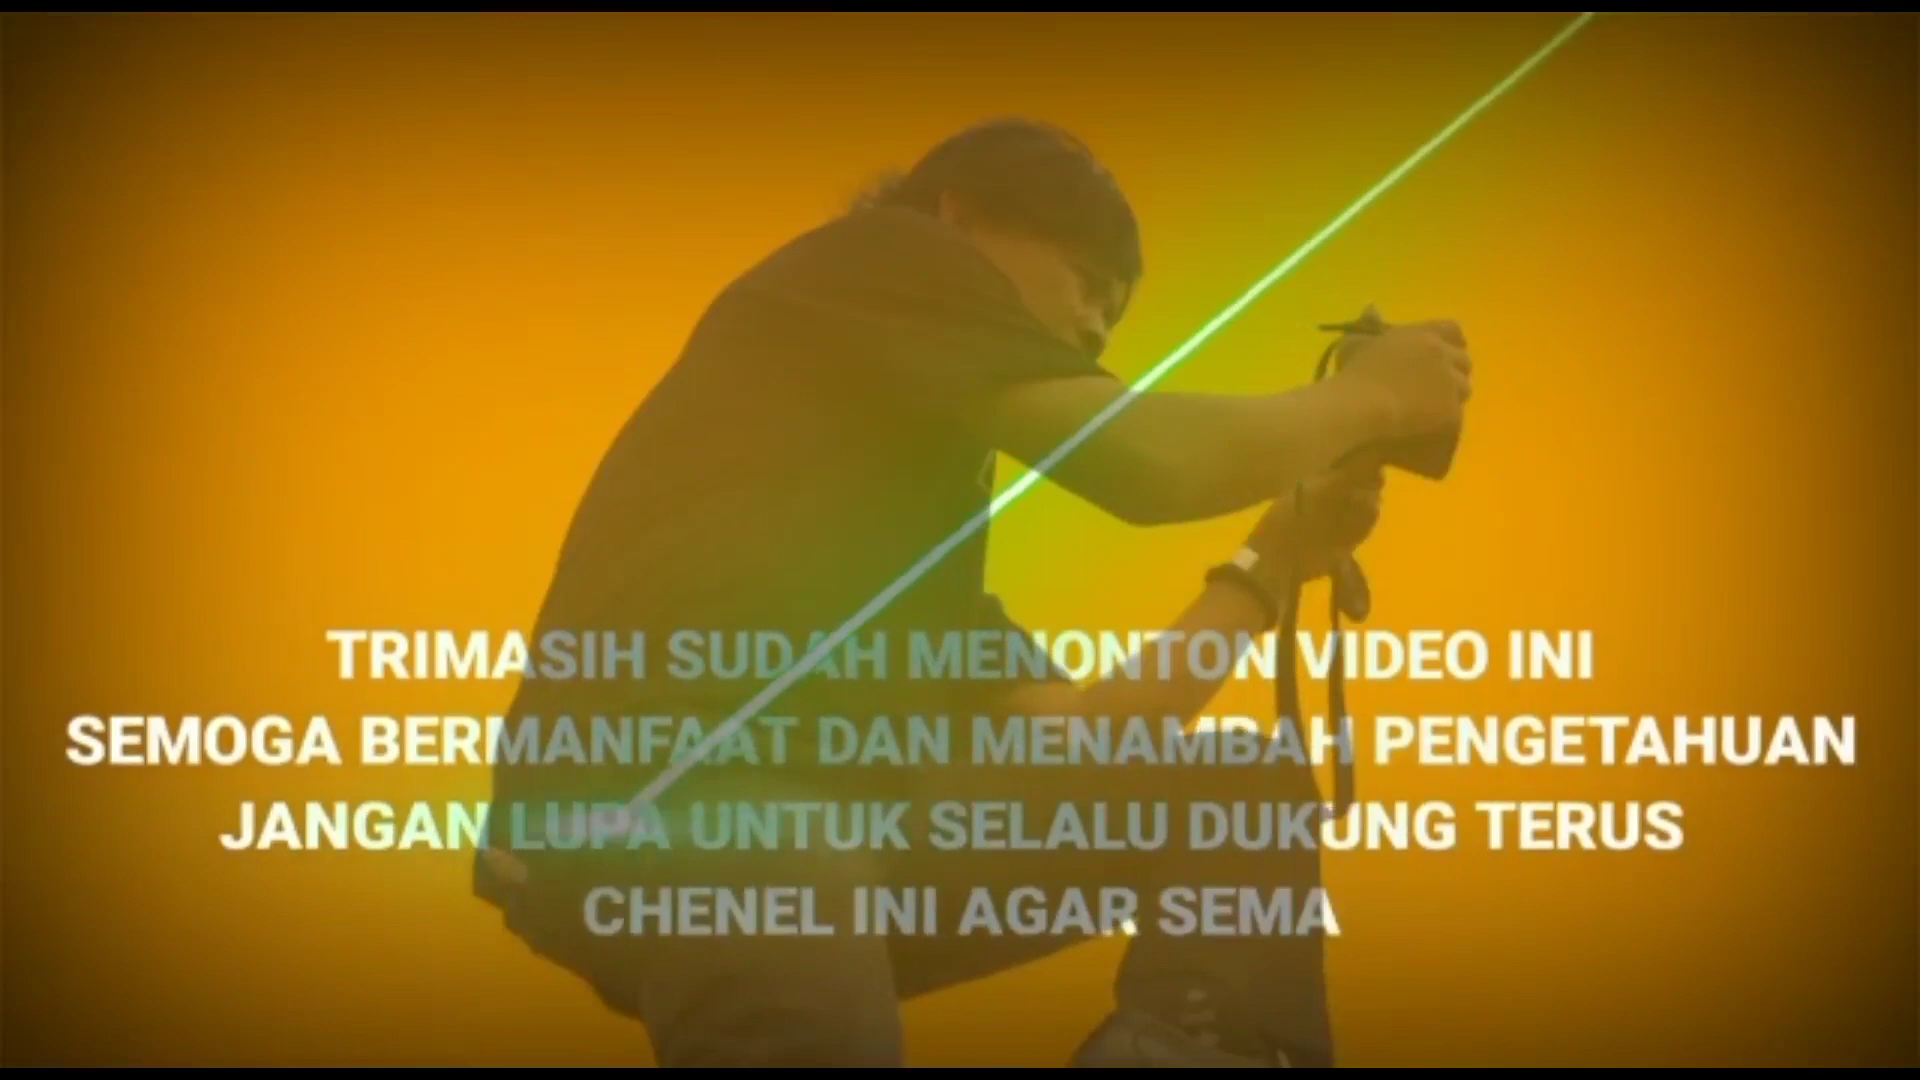 TRIMASIH SUDAH MENONTON VIDEO INI
SEMOGA BERMANFAAT DAN MENAMBAH PENGETAHUAN
JANGAN LUPA UNTUK SELALU DUKUNG TERUS
CHENEL INI AGAR SEMA